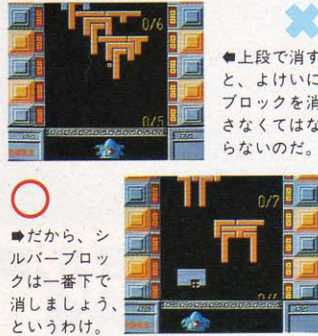 0/6
0/5
⬅上段で消す
と、よけいに
ブロックを消
さなくてはな
らないのだ。
➡だから、シ
ルバーブロッ
クは一番下で
消しましょう、
というわけ。
0/7